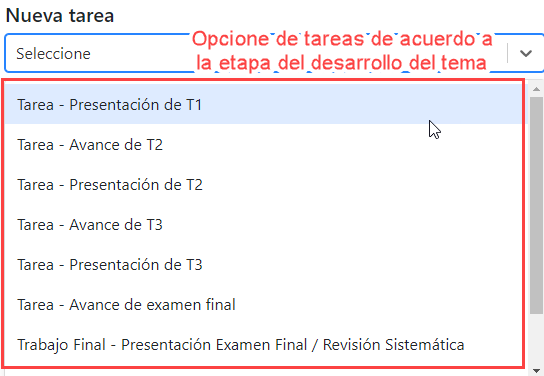 Nueva tarea
Seleccione
Opcione de tareas de acuerdo a
la etapa del desarrollo del tema
Tarea - Presentación de T1
Tarea - Avance de T2
Tarea - Presentación de T2
Tarea - Avance de T3
Tarea - Presentación de T3
Tarea - Avance de examen final
Trabajo Final - Presentación Examen Final / Revisión Sistemática